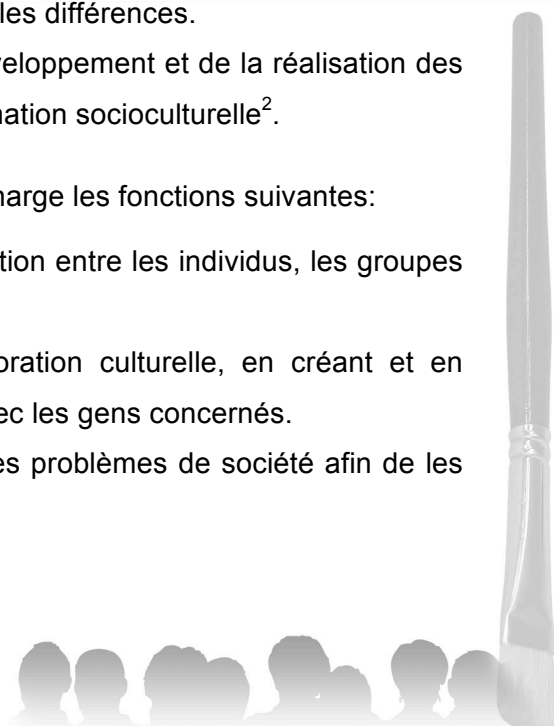 les différences.
veloppement et de la réalisation des
nation socioculturelle².
harge les fonctions suivantes:
tion entre les individus, les groupes
oration culturelle, en créant et en
ec les gens concernés.
es problèmes de société afin de les